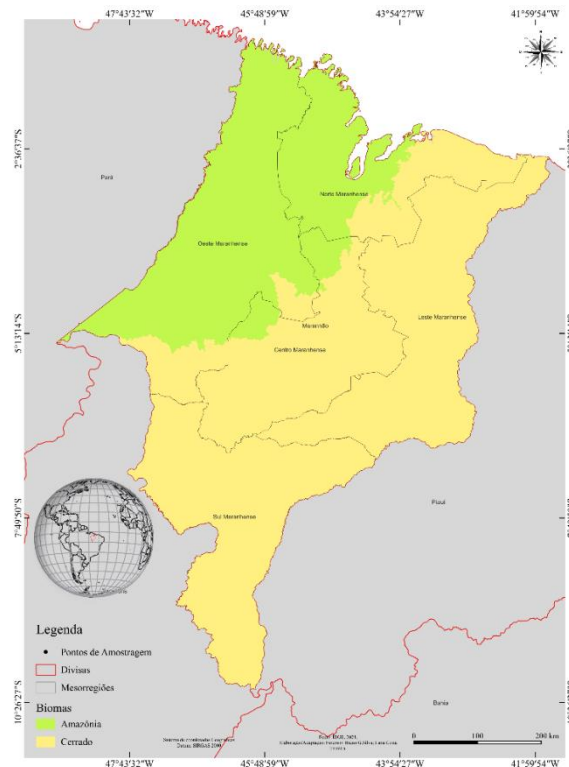 47°43'32"W 45°48'59"W 43°54'27"W 41°59'54"W
2°36'37"S
Pará
Norte Maranhense
Oeste Maranhense
Leste Maranhense
Maranhão
5°13'14"S
Centro Maranhense
7°49'50"S
Piauí
Sul Maranhense
Legenda
Pontos de Amostragem
Divisas
Mesorregiões
Biomas
Amazônia
Cerrado
10°26'27"S
Bahia
0 100 200 km
47°43'32"W 45°48'59"W 43°54'27"W 41°59'54"W